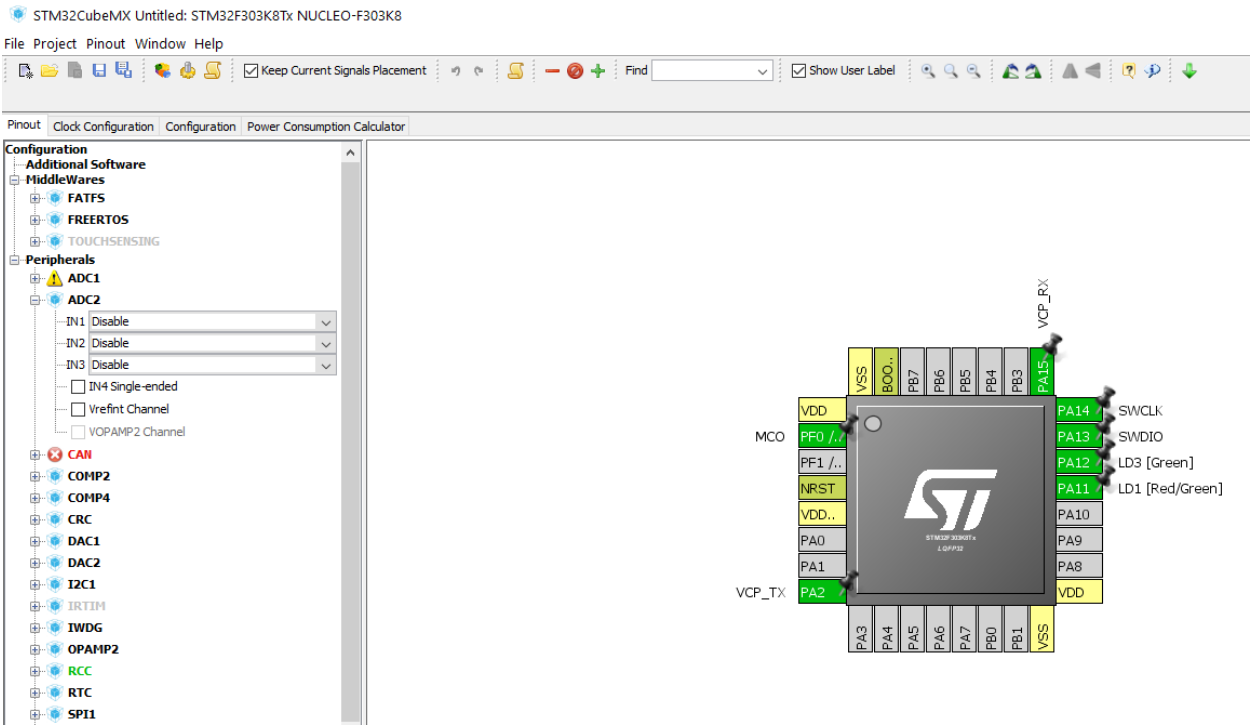 STM32CubeMX Untitled: STM32F303K8Tx NUCLEO-F303K8
File Project Pinout Window Help
Keep Current Signals Placement Find Show User Label
Pinout Clock Configuration Configuration Power Consumption Calculator
Configuration
Additional Software
MiddleWares
FATFS
FREERTOS
TOUCHSENSING
Peripherals
ADC1
ADC2
IN1 Disable
IN2 Disable
IN3 Disable
IN4 Single-ended
Vrefint Channel
VOPAMP2 Channel
CAN
COMP2
COMP4
CRC
DAC1
DAC2
I2C1
IRTIM
IWDG
OPAMP2
RCC
RTC
SPI1
VCP_RX
VSS BOO.. PB7 PB6 PB5 PB4 PB3 PA15
VDD PA14 SWCLK
MCO PF0 /.. PA13 SWDIO
PF1 /.. PA12 LD3 [Green]
NRST PA11 LD1 [Red/Green]
VDD.. PA10
PA0 PA9
PA1 PA8
VCP_TX PA2 VDD
ST
STM32F303K8Tx
LQFP32
PA3 PA4 PA5 PA6 PA7 PB0 PB1 VSS